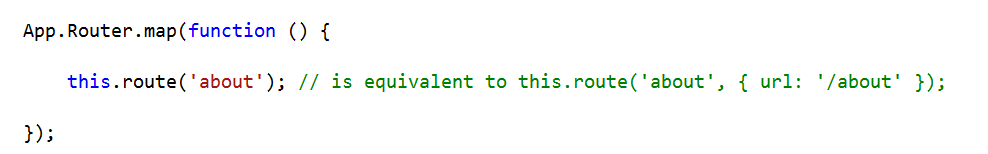 App.Router.map(function () {
this.route('about'); // is equivalent to this.route('about', { url: '/about' });
});